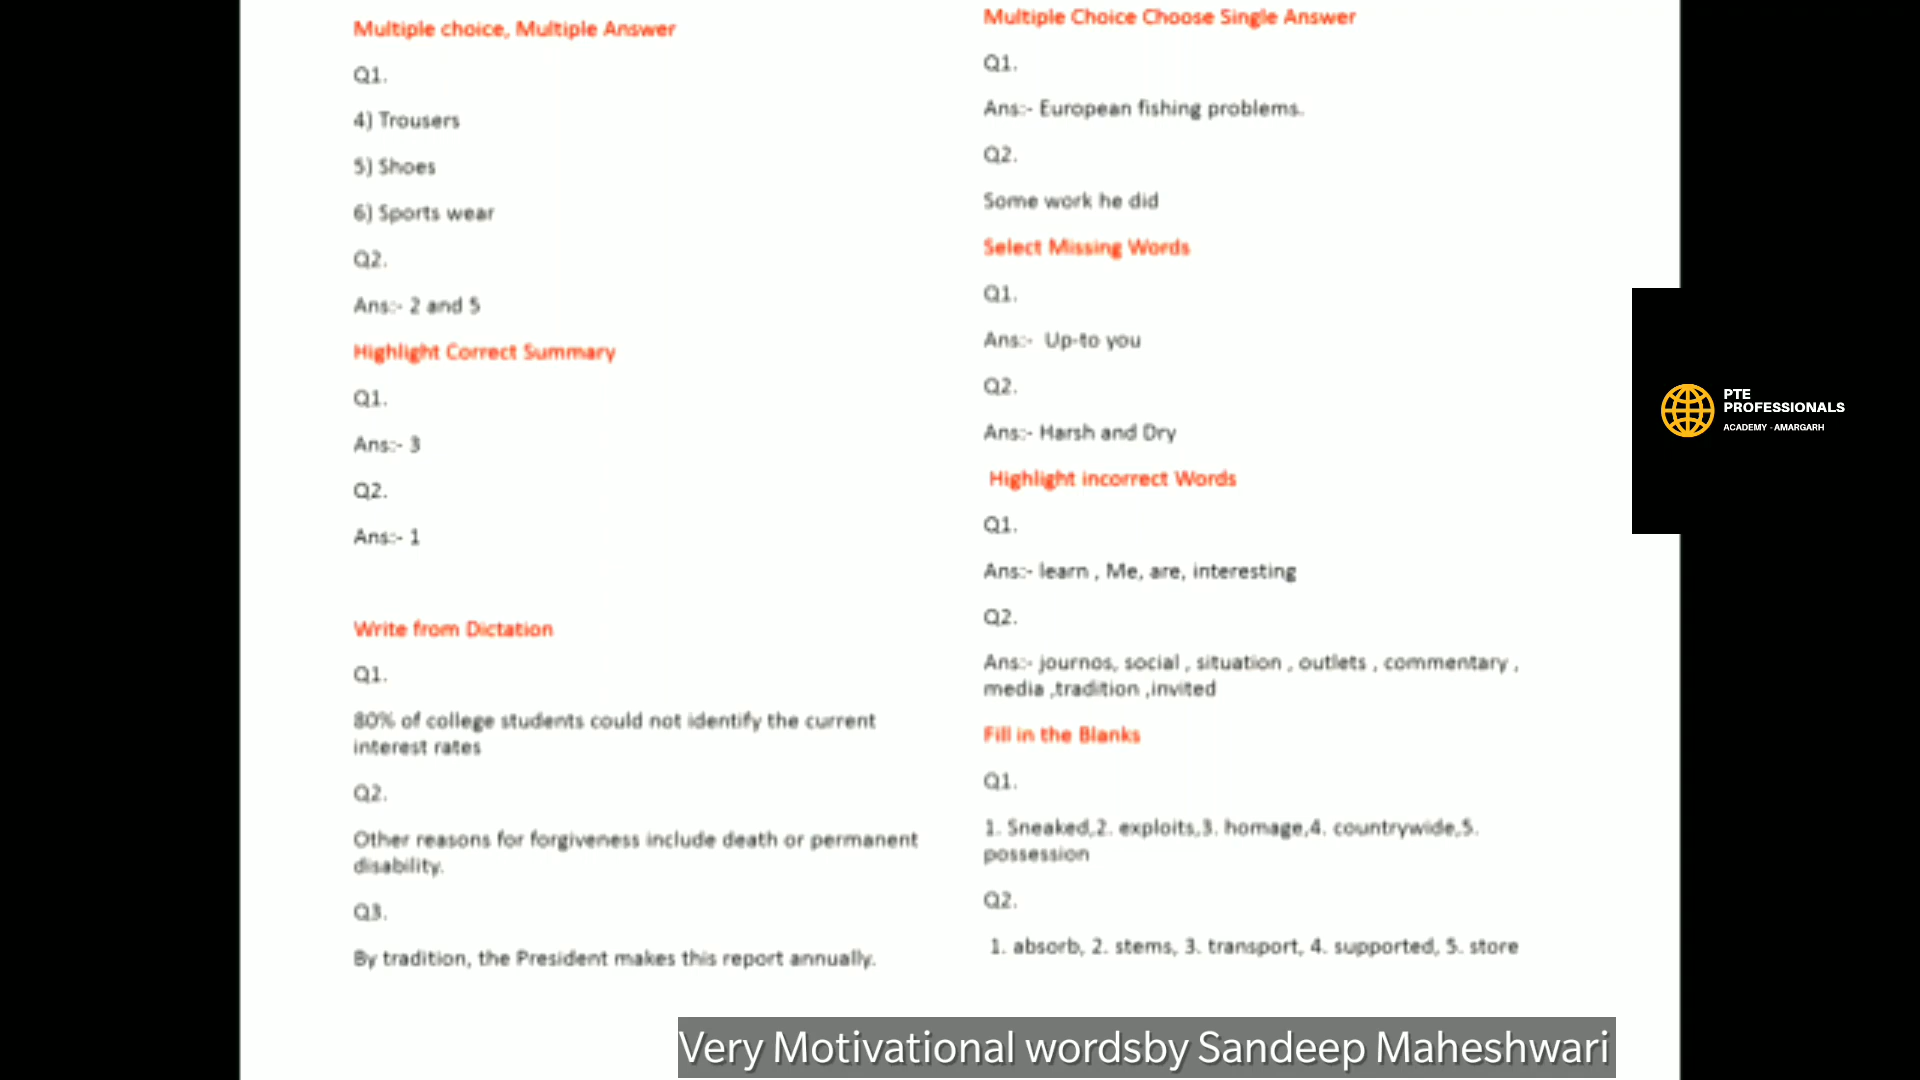 Multiple choice, Multiple Answer
Q1.
4) Trousers
5) Shoes
6) Sports wear
Q2.
Ans:- 2 and 5
Highlight Correct Summary
Q1.
Ans:- 3
Q2.
Ans:- 1
Write from Dictation
Q1.
80% of college students could not identify the current
interest rates
Q2.
Other reasons for forgiveness include death or permanent
disability.
Q3.
By tradition, the President makes this report annually.
Multiple Choice Choose Single Answer
Q1.
Ans:- European fishing problems.
Q2.
Some work he did
Select Missing Words
Q1.
Ans:- Up-to you
Q2.
Ans:- Harsh and Dry
Highlight incorrect Words
Q1.
Ans:- learn , Me, are, interesting
Q2.
Ans:- journos, social , situation , outlets , commentary ,
media ,tradition ,invited
Fill in the Blanks
Q1.
1. Sneaked,2. exploits,3. homage,4. countrywide,5.
possession
Q2.
1. absorb, 2. stems, 3. transport, 4. supported, 5. store
PTE
PROFESSIONALS
ACADEMY - AMARGARH
Very Motivational wordsby Sandeep Maheshwari